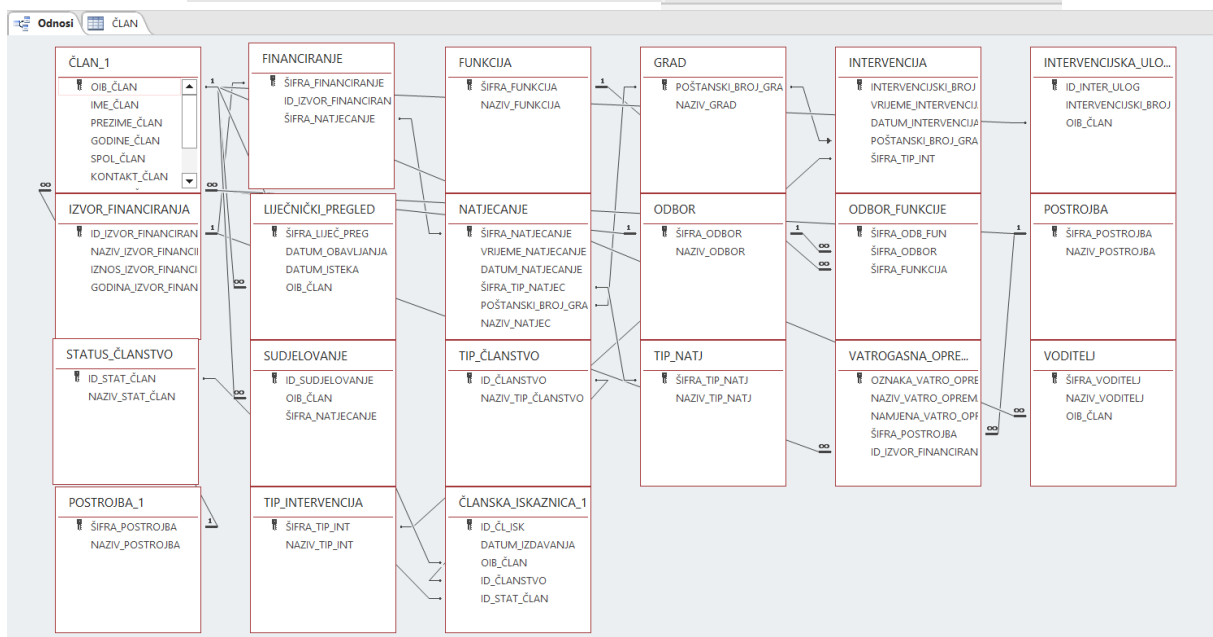 Odnosi ČLAN
ČLAN_1
OIB_ČLAN
IME_ČLAN
PREZIME_ČLAN
GODINE_ČLAN
SPOL_ČLAN
KONTAKT_ČLAN
FINANCIRANJE
ŠIFRA_FINANCIRANJE
ID_IZVOR_FINANCIRAN
ŠIFRA_NATJECANJE
FUNKCIJA
ŠIFRA_FUNKCIJA
NAZIV_FUNKCIJA
GRAD
POŠTANSKI_BROJ_GRA
NAZIV_GRAD
INTERVENCIJA
INTERVENCIJSKI_BROJ
VRIJEME_INTERVENCIJ.
DATUM_INTERVENCIJA
POŠTANSKI_BROJ_GRA
ŠIFRA_TIP_INT
INTERVENCIJSKA_ULO...
ID_INTER_ULOG
INTERVENCIJSKI_BROJ
OIB_ČLAN
IZVOR_FINANCIRANJA
ID_IZVOR_FINANCIRAN
NAZIV_IZVOR_FINANCII
IZNOS_IZVOR_FINANCI
GODINA_IZVOR_FINAN
LIJEČNIČKI_PREGLED
ŠIFRA_LIJEČ_PREG
DATUM_OBAVLJANJA
DATUM_ISTEKA
OIB_ČLAN
NATJECANJE
ŠIFRA_NATJECANJE
VRIJEME_NATJECANJE
DATUM_NATJECANJE
ŠIFRA_TIP_NATJEC
POŠTANSKI_BROJ_GRA
NAZIV_NATJEC
ODBOR
ŠIFRA_ODBOR
NAZIV_ODBOR
ODBOR_FUNKCIJE
ŠIFRA_ODB_FUN
ŠIFRA_ODBOR
ŠIFRA_FUNKCIJA
POSTROJBA
ŠIFRA_POSTROJBA
NAZIV_POSTROJBA
STATUS_ČLANSTVO
ID_STAT_ČLAN
NAZIV_STAT_ČLAN
SUDJELOVANJE
ID_SUDJELOVANJE
OIB_ČLAN
ŠIFRA_NATJECANJE
TIP_ČLANSTVO
ID_ČLANSTVO
NAZIV_TIP_ČLANSTVO
TIP_NATJ
ŠIFRA_TIP_NATJ
NAZIV_TIP_NATJ
VATROGASNA_OPRE...
OZNAKA_VATRO_OPRE
NAZIV_VATRO_OPREM.
NAMJENA_VATRO_OPF
ŠIFRA_POSTROJBA
ID_IZVOR_FINANCIRAN
VODITELJ
ŠIFRA_VODITELJ
NAZIV_VODITELJ
OIB_ČLAN
POSTROJBA_1
ŠIFRA_POSTROJBA
NAZIV_POSTROJBA
TIP_INTERVENCIJA
ŠIFRA_TIP_INT
NAZIV_TIP_INT
ČLANSKA_ISKAZNICA_1
ID_ČL_ISK
DATUM_IZDAVANJA
OIB_ČLAN
ID_ČLANSTVO
ID_STAT_ČLAN